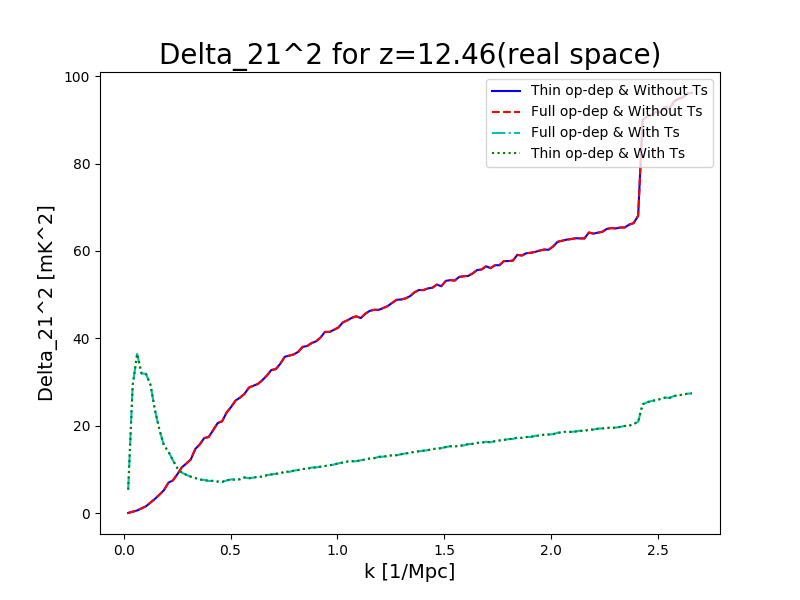 Delta_21^2 for z=12.46(real space)
100
80
60
40
20
0
Delta_21^2 [mK^2]
Thin op-dep & Without Ts
Full op-dep & Without Ts
Full op-dep & With Ts
Thin op-dep & With Ts
0.0 0.5 1.0 1.5 2.0 2.5
k [1/Mpc]